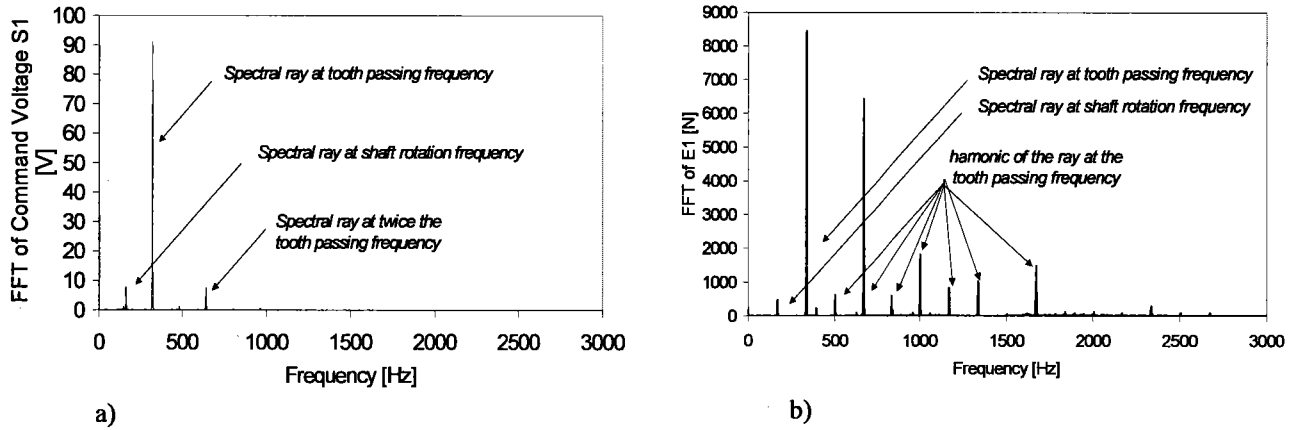 FFT of Command Voltage S1
[V]
100
90
80
70
60
50
40
30
20
10
0
Spectral ray at tooth passing frequency
Spectral ray at shaft rotation frequency
Spectral ray at twice the
tooth passing frequency
0 500 1000 1500 2000 2500 3000
Frequency [Hz]
a)
FFT of E1 [N]
9000
8000
7000
6000
5000
4000
3000
2000
1000
0
Spectral ray at tooth passing frequency
Spectral ray at shaft rotation frequency
hamonic of the ray at the
tooth passing frequency
0 500 1000 1500 2000 2500 3000
Frequency [Hz]
b)